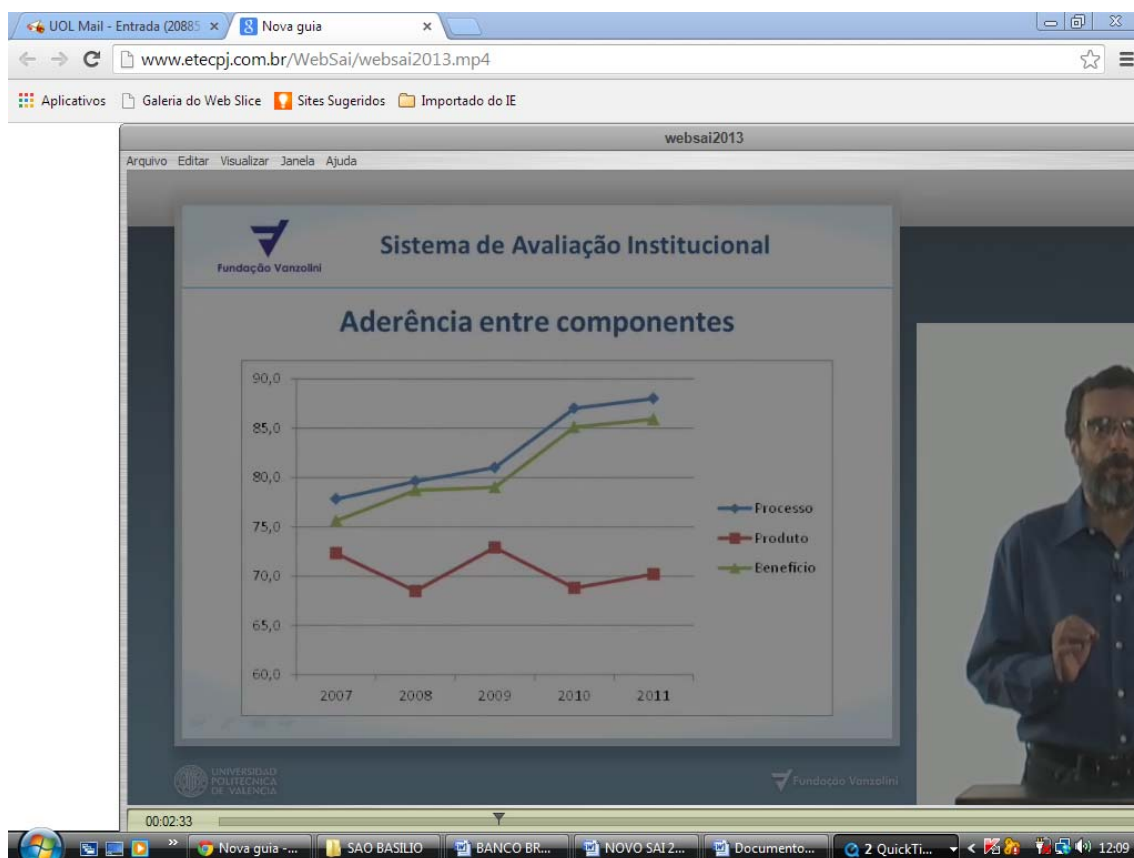 UOL Mail - Entrada (20885
Nova guia
www.etecpj.com.br/WebSai/websai2013.mp4
Aplicativos Galeria do Web Slice Sites Sugeridos Importado do IE
websai2013
Arquivo Editar Visualizar Janela Ajuda
Fundação Vanzolini
Sistema de Avaliação Institucional
Aderência entre componentes
90,0
85,0
80,0
75,0
70,0
65,0
60,0
2007 2008 2009 2010 2011
Processo
Produto
Benefício
UNIVERSIDAD
POLITECNICA
DE VALENCIA
Fundação Vanzolini
00:02:33
Nova guia -... SAO BASILIO BANCO BR... NOVO SAI 2... Documento... 2 QuickTi... 12:09